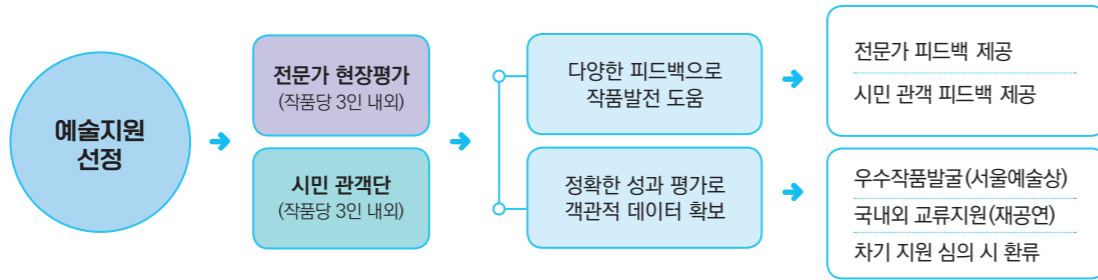 예술지원
선정
전문가 현장평가
(작품당 3인 내외)
시민 관객단
(작품당 3인 내외)
다양한 피드백으로
작품발전 도움
정확한 성과 평가로
객관적 데이터 확보
전문가 피드백 제공
시민 관객 피드백 제공
우수작품발굴(서울예술상)
국내외 교류지원(재공연)
차기 지원 심의 시 환류